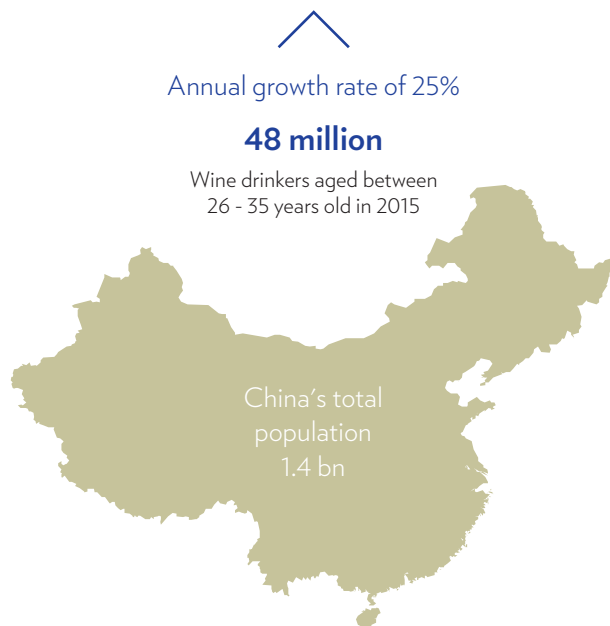 Annual growth rate of 25%
48 million
Wine drinkers aged between
26 - 35 years old in 2015
China's total
population
1.4 bn